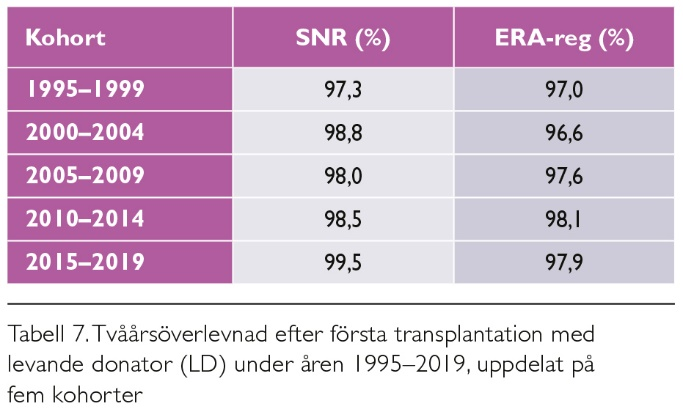 Kohort SNR (%) ERA-reg (%)
1995–1999 97,3 97,0
2000–2004 98,8 96,6
2005–2009 98,0 97,6
2010–2014 98,5 98,1
2015–2019 99,5 97,9
Tabell 7. Tvåårsöverlevnad efter första transplantation med
levande donator (LD) under åren 1995–2019, uppdelat på
fem kohorter